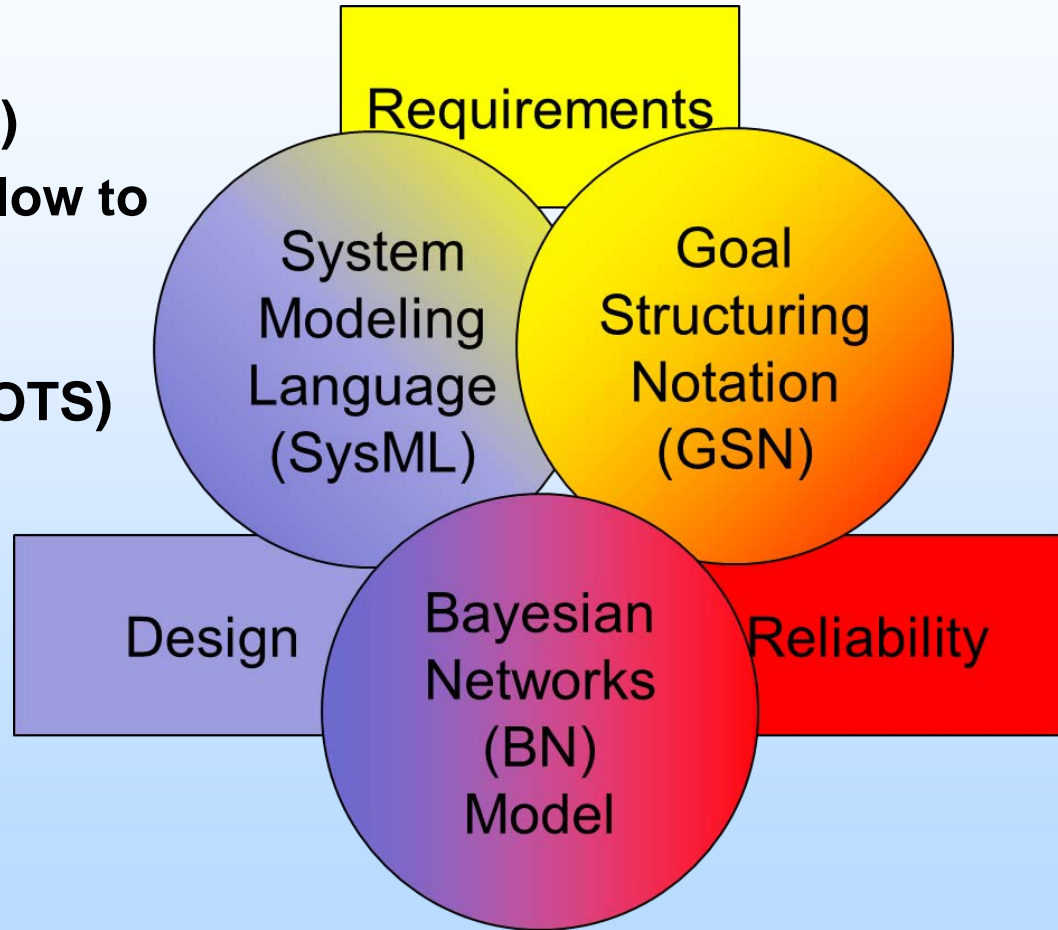 )
low to
OTS)
Requirements
System
Modeling
Language
(SysML)
Goal
Structuring
Notation
(GSN)
Design
Bayesian
Networks
(BN)
Model
Reliability